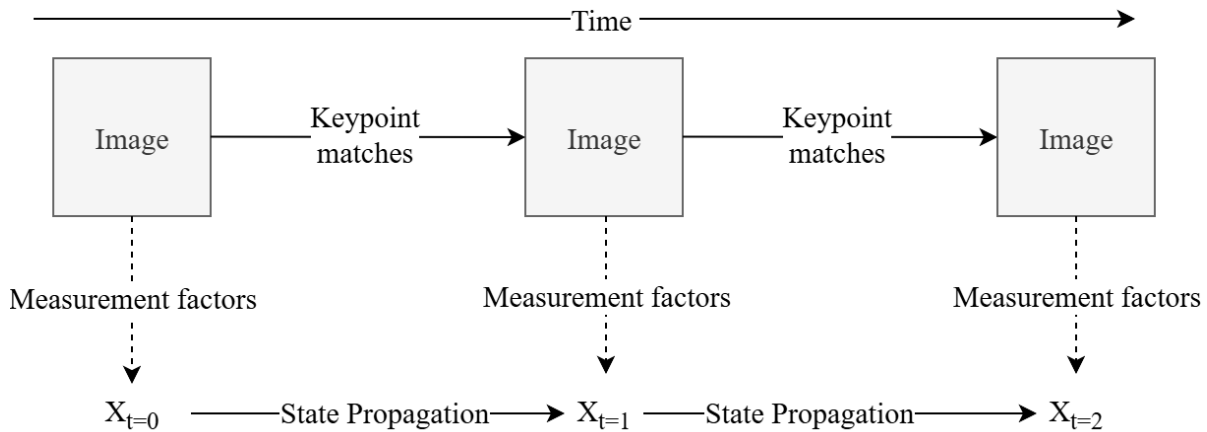 Time
Keypoint
matches
Keypoint
matches
Image
Image
Image
Measurement factors
Measurement factors
Measurement factors
Xt=0
State Propagation
Xt=1
State Propagation
Xt=2